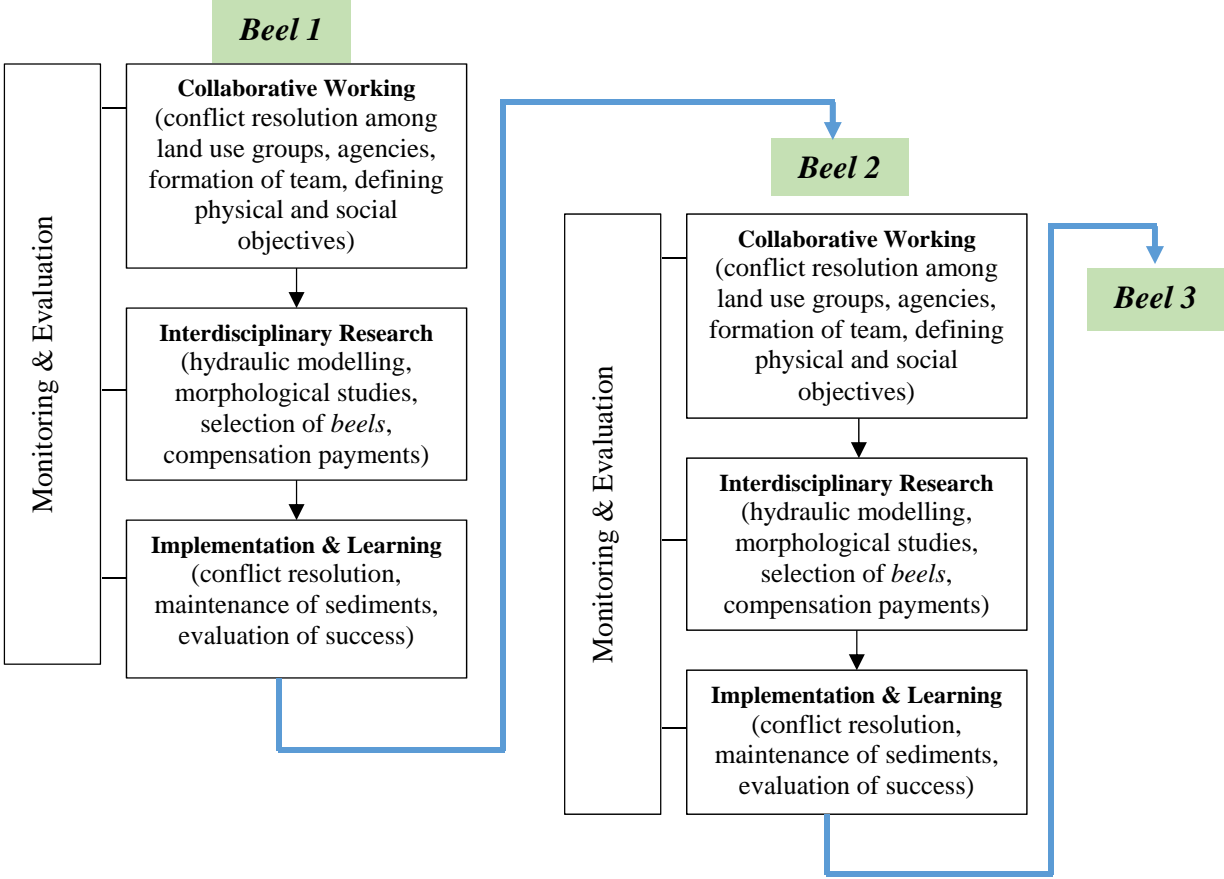 Beel 1
Monitoring & Evaluation
Collaborative Working
(conflict resolution among
land use groups, agencies,
formation of team, defining
physical and social
objectives)
Interdisciplinary Research
(hydraulic modelling,
morphological studies,
selection of beels,
compensation payments)
Implementation & Learning
(conflict resolution,
maintenance of sediments,
evaluation of success)
Beel 2
Monitoring & Evaluation
Collaborative Working
(conflict resolution among
land use groups, agencies,
formation of team, defining
physical and social
objectives)
Interdisciplinary Research
(hydraulic modelling,
morphological studies,
selection of beels,
compensation payments)
Implementation & Learning
(conflict resolution,
maintenance of sediments,
evaluation of success)
Beel 3